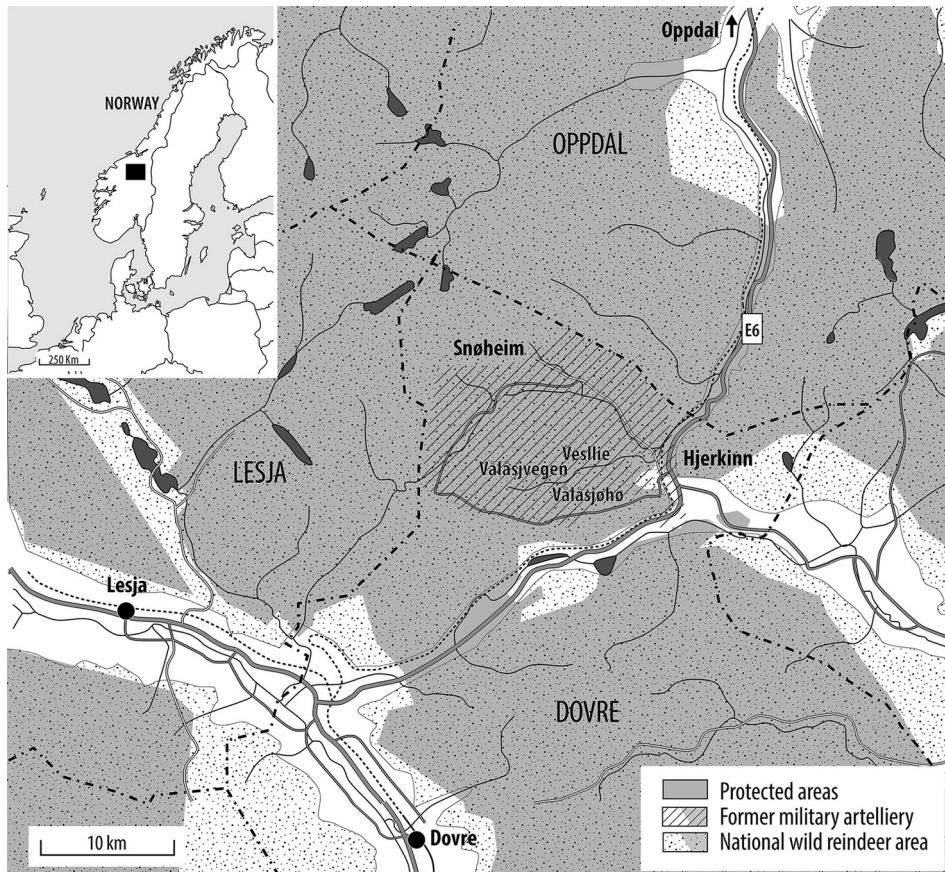 NORWAY
250 Km
Oppdal
OPPDAL
E6
Snøheim
LESJA
Vesllie
Vålåsjvegen
Hjerkinn
Vålåsjøhø
Lesja
DOVRE
Dovre
10 km
Protected areas
Former military artelliery
National wild reindeer area